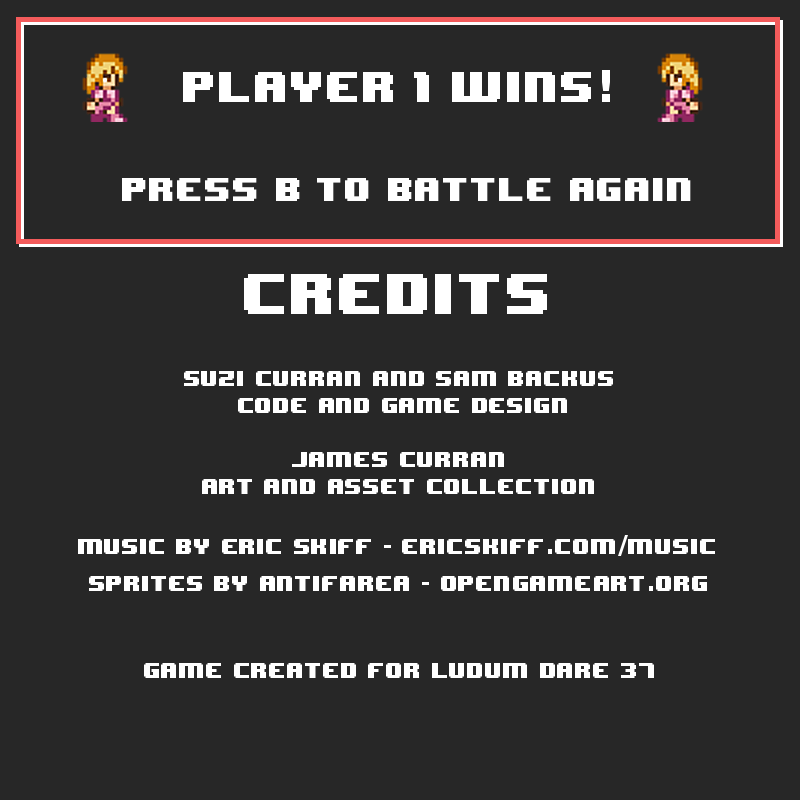 PLAYER 1 WINS!
PRESS B TO BATTLE AGAIN
CREDITS
SUZI CURRAN AND SAM BACKUS
CODE AND GAME DESIGN
JAMES CURRAN
ART AND ASSET COLLECTION
MUSIC BY ERIC SKIFF - ERICSKIFF.COM/MUSIC
SPRITES BY ANTIFAREA - OPENGAMEART.ORG
GAME CREATED FOR LUDUM DARE 37